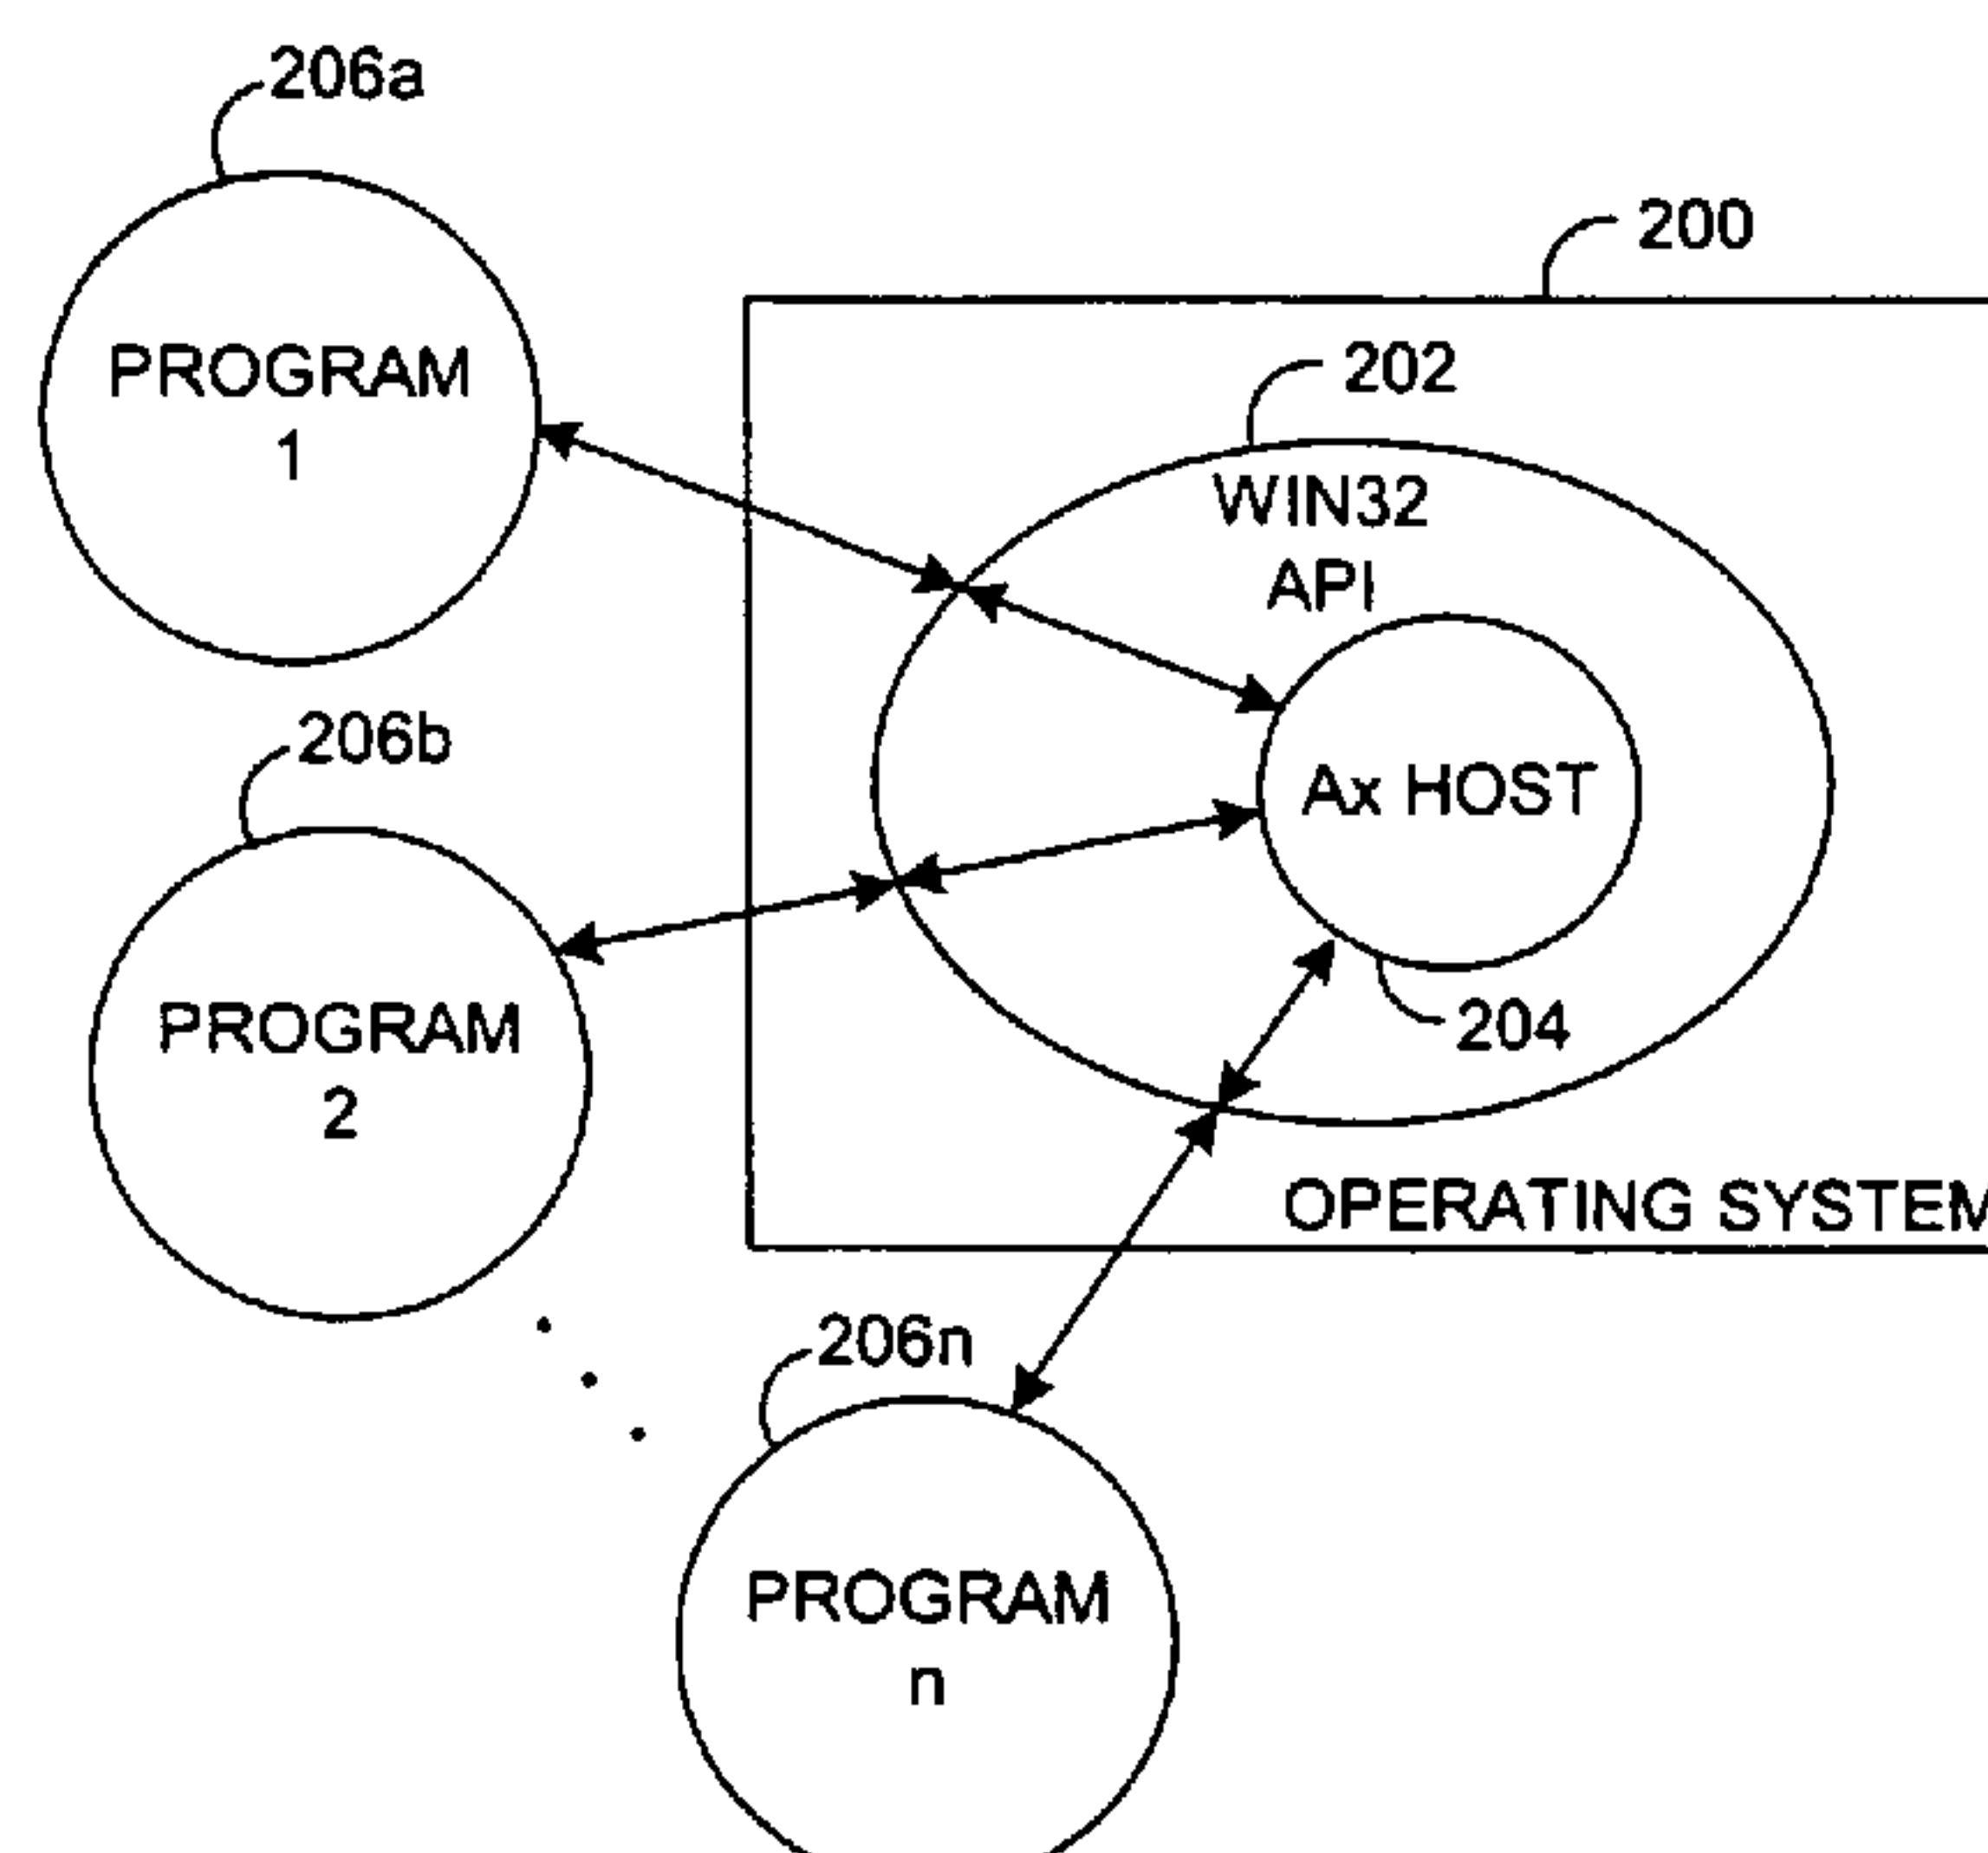 206a
200
PROGRAM
1
202
WIN32
API
206b
Ax HOST
PROGRAM
2
204
OPERATING SYSTEM
206n
PROGRAM
n